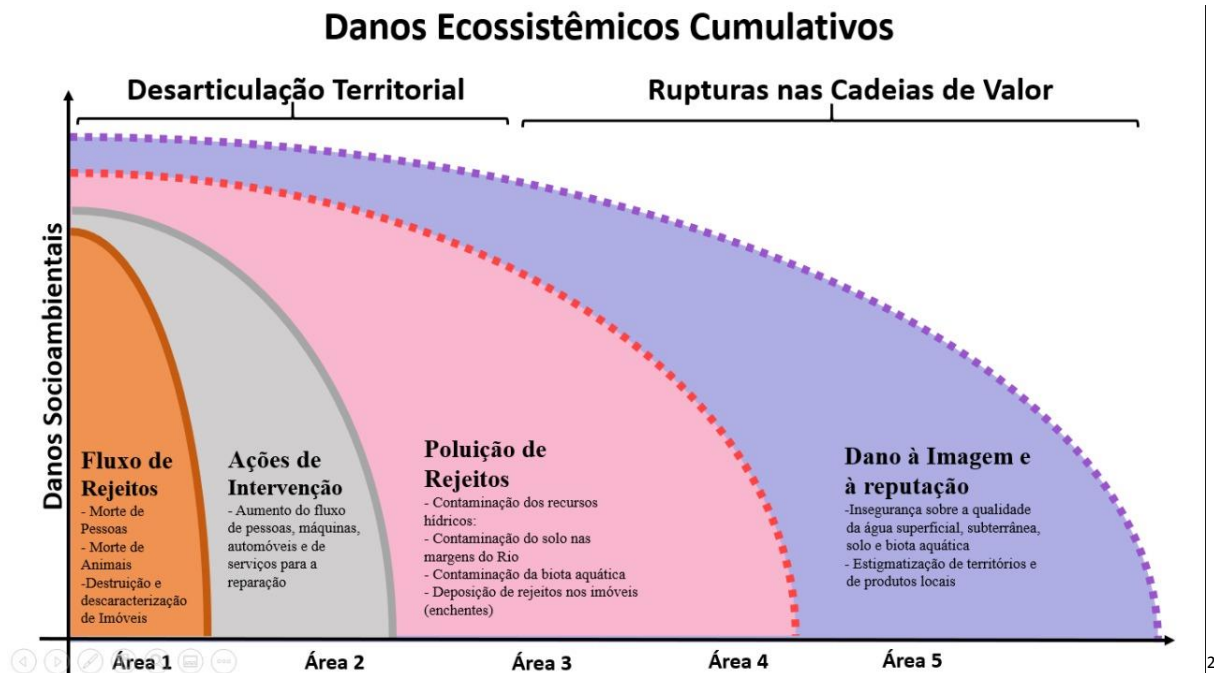 Danos Ecossistêmicos Cumulativos
Desarticulação Territorial
Rupturas nas Cadeias de Valor
Danos Socioambientais
Fluxo de
Rejeitos
- Morte de
Pessoas
- Morte de
Animais
-Destruição e
descaracterização
de Imóveis
Ações de
Intervenção
- Aumento do fluxo
de pessoas, máquinas,
automóveis e de
serviços para a
reparação
Poluição de
Rejeitos
- Contaminação dos recursos
hídricos:
- Contaminação do solo nas
margens do Rio
- Contaminação da biota aquática
- Deposição de rejeitos nos imóveis
(enchentes)
Dano à Imagem e
à reputação
-Insegurança sobre a qualidade
da água superficial, subterrânea,
solo e biota aquática
- Estigmatização de territórios e
de produtos locais
Área 1
Área 2
Área 3
Área 4
Área 5
2